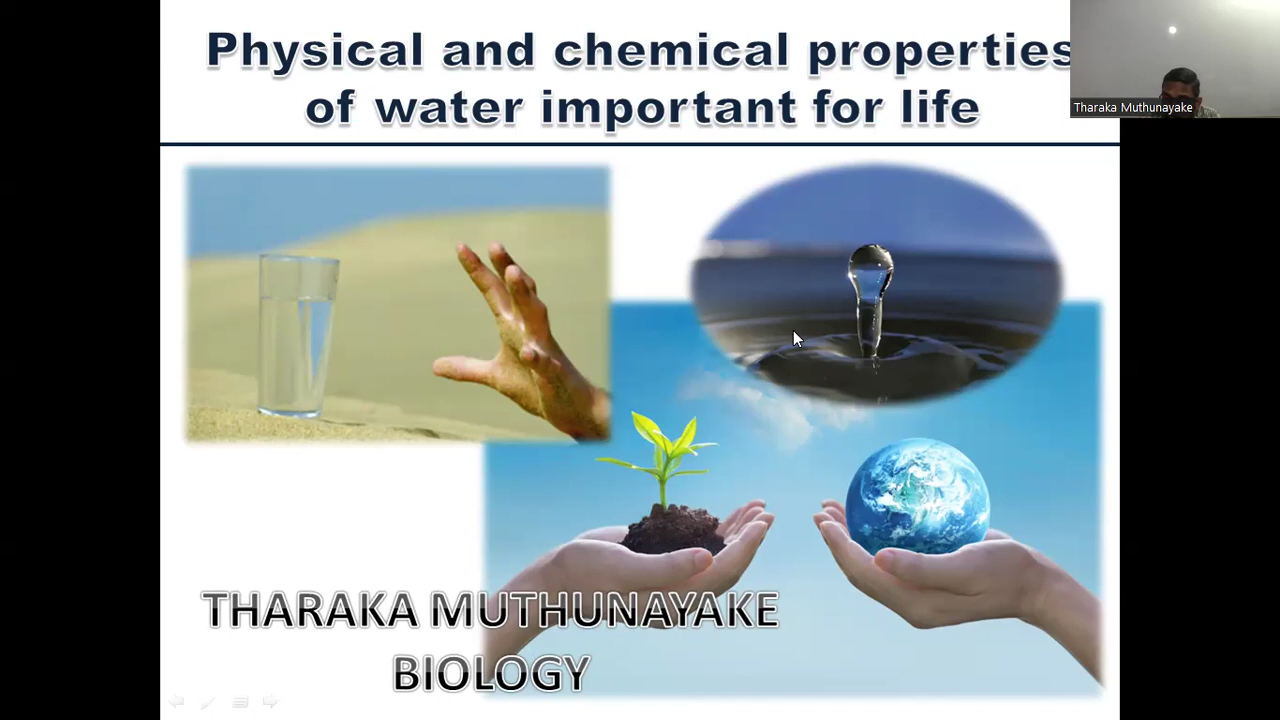 Physical and chemical properties
of water important for life
Tharaka Muthunayake
THARAKA MUTHUNAYAKE
BIOLOGY